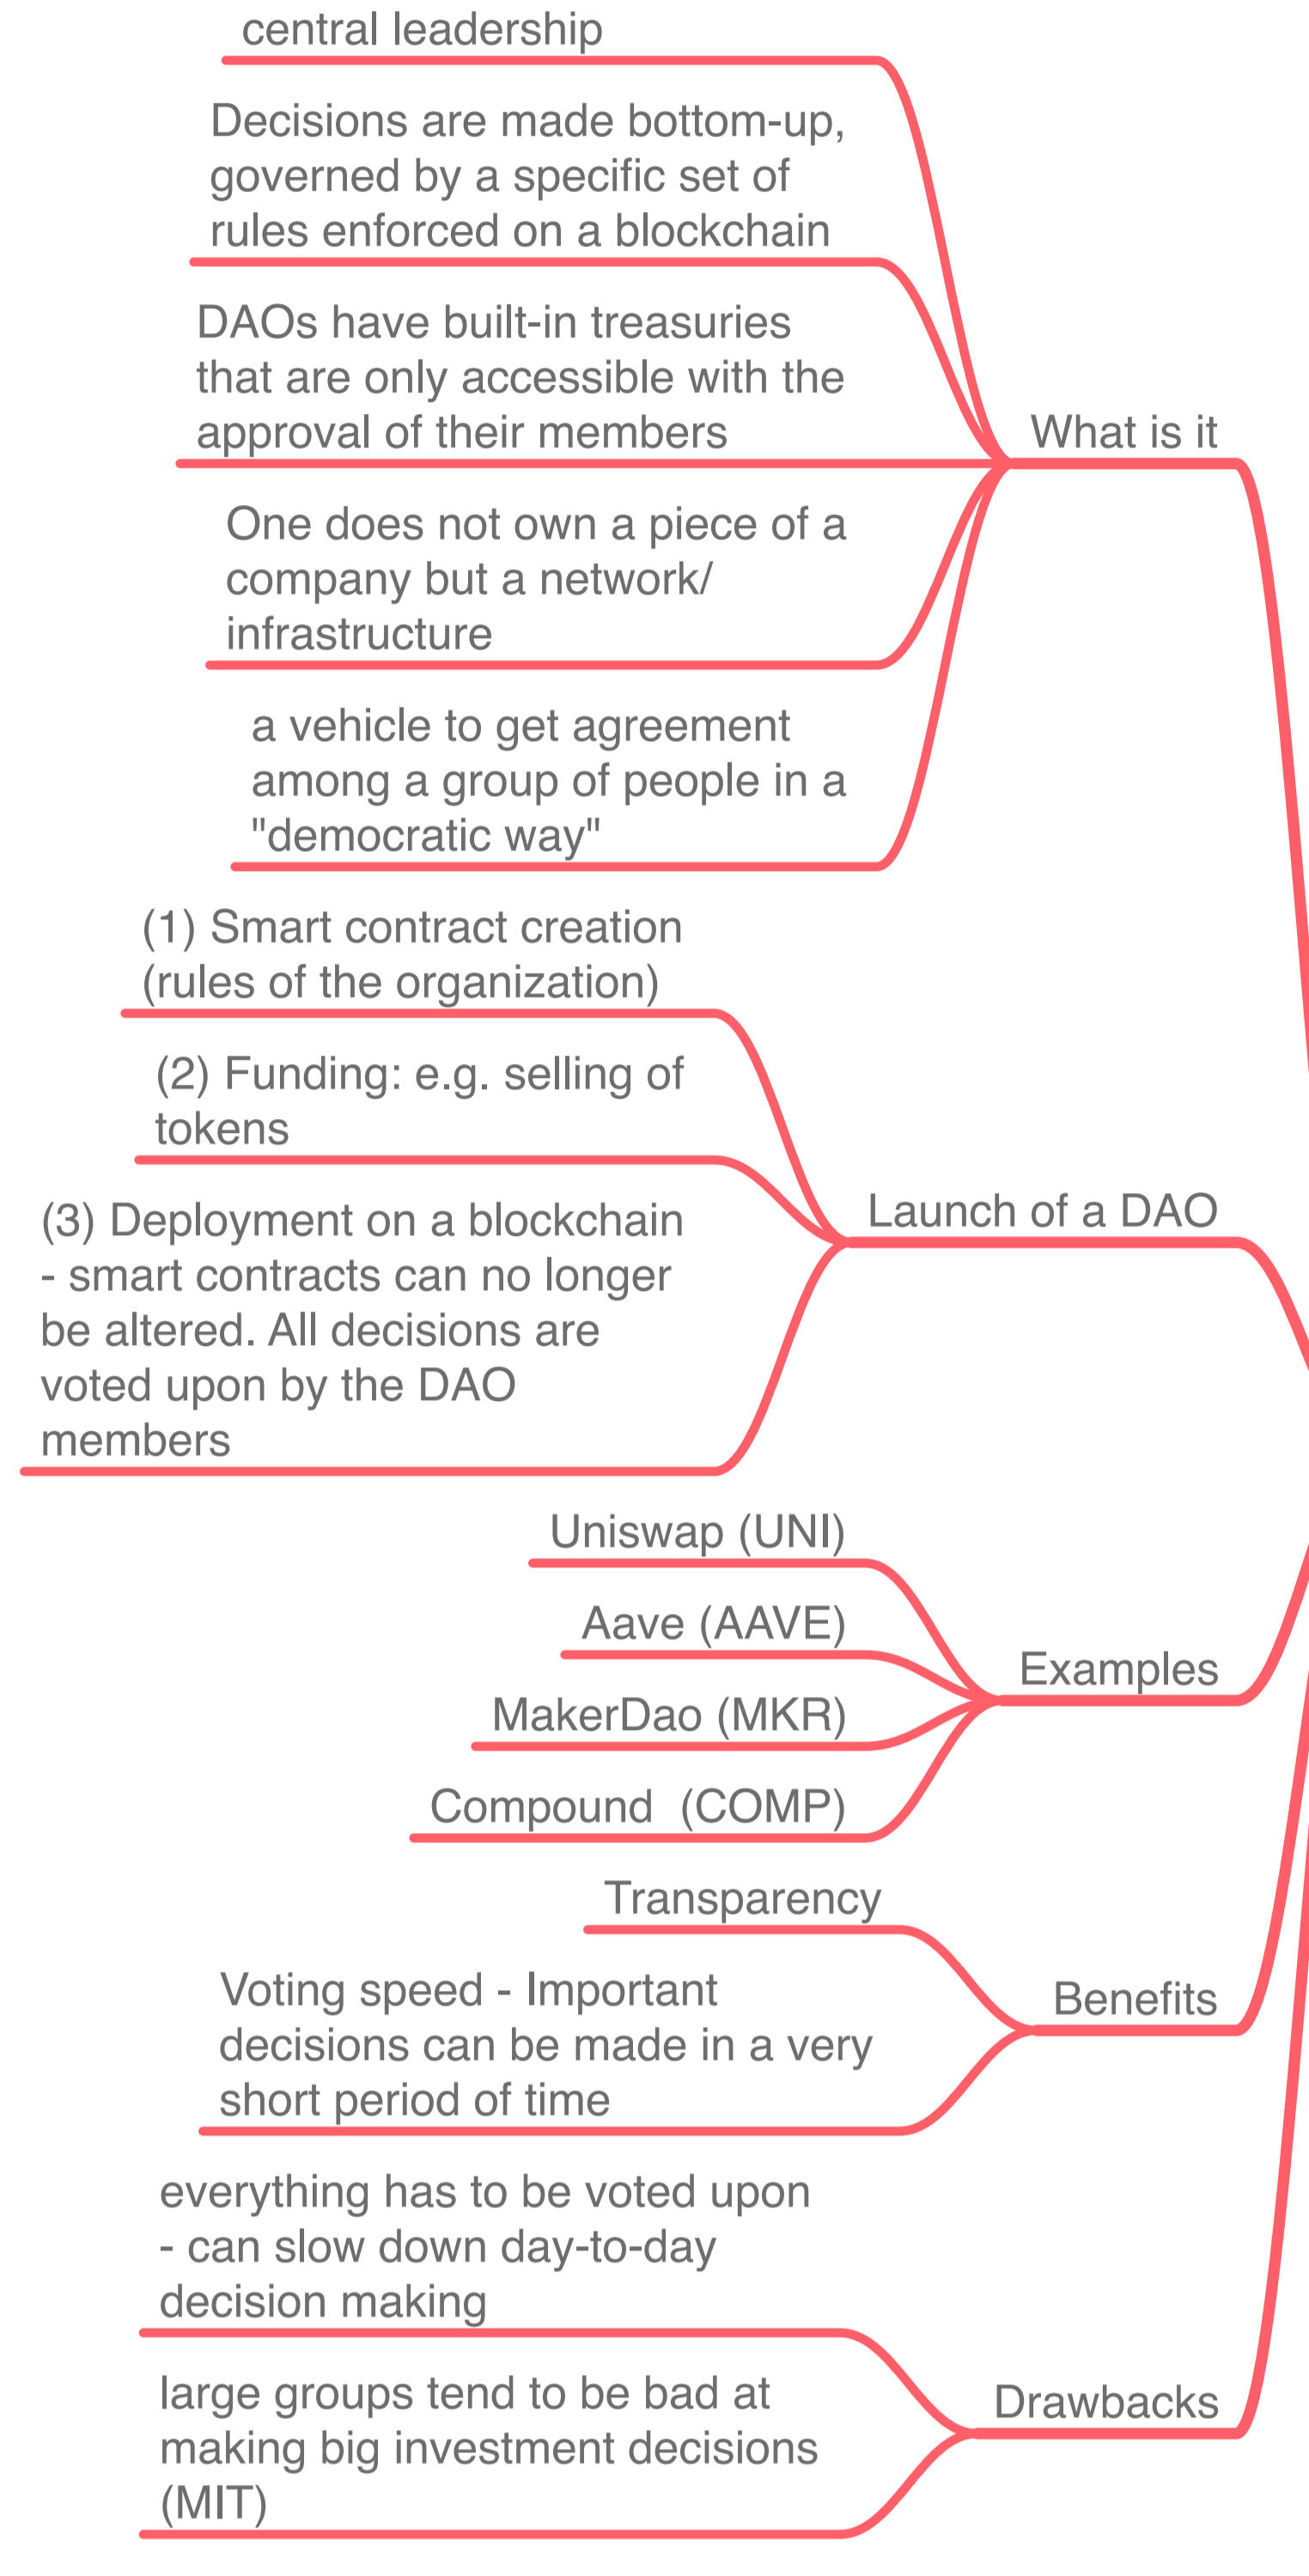 central leadership
Decisions are made bottom-up,
governed by a specific set of
rules enforced on a blockchain
DAOs have built-in treasuries
that are only accessible with the
approval of their members
What is it
One does not own a piece of a
company but a network/
infrastructure
a vehicle to get agreement
among a group of people in a
"democratic way"
(1) Smart contract creation
(rules of the organization)
(2) Funding: e.g. selling of
tokens
Launch of a DAO
(3) Deployment on a blockchain
- smart contracts can no longer
be altered. All decisions are
voted upon by the DAO
members
Uniswap (UNI)
Aave (AAVE)
Examples
MakerDao (MKR)
Compound  (COMP)
Transparency
Benefits
Voting speed - Important
decisions can be made in a very
short period of time
everything has to be voted upon
- can slow down day-to-day
decision making
Drawbacks
large groups tend to be bad at
making big investment decisions
(MIT)